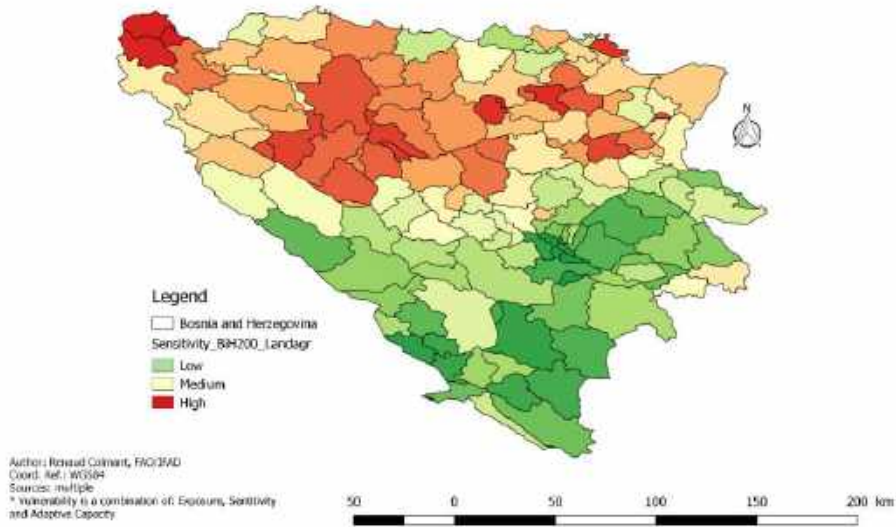 N
Legend
Bosnia and Herzegovina
Sensitivity_BiH200_Landagr
Low
Medium
High
Author: Renaud Colmant, FAO/IFAD
Coord. Ref.: WGS84
Sources: multiple
* Vulnerability is a combination of: Exposure, Sensitivity
and Adaptive Capacity
50 0 50 100 150 200 km